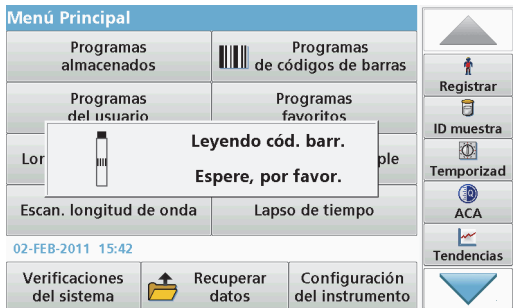 Menú Principal
Programas
almacenados
Programas
de códigos de barras
Programas
del usuario
Programas
favoritos
Leyendo cód. barr.
Espere, por favor.
Escan. longitud de onda
Lapso de tiempo
02-FEB-2011 15:42
Verificaciones
del sistema
Recuperar
datos
Configuración
del instrumento
Registrar
ID muestra
Temporizad
ACA
Tendencias